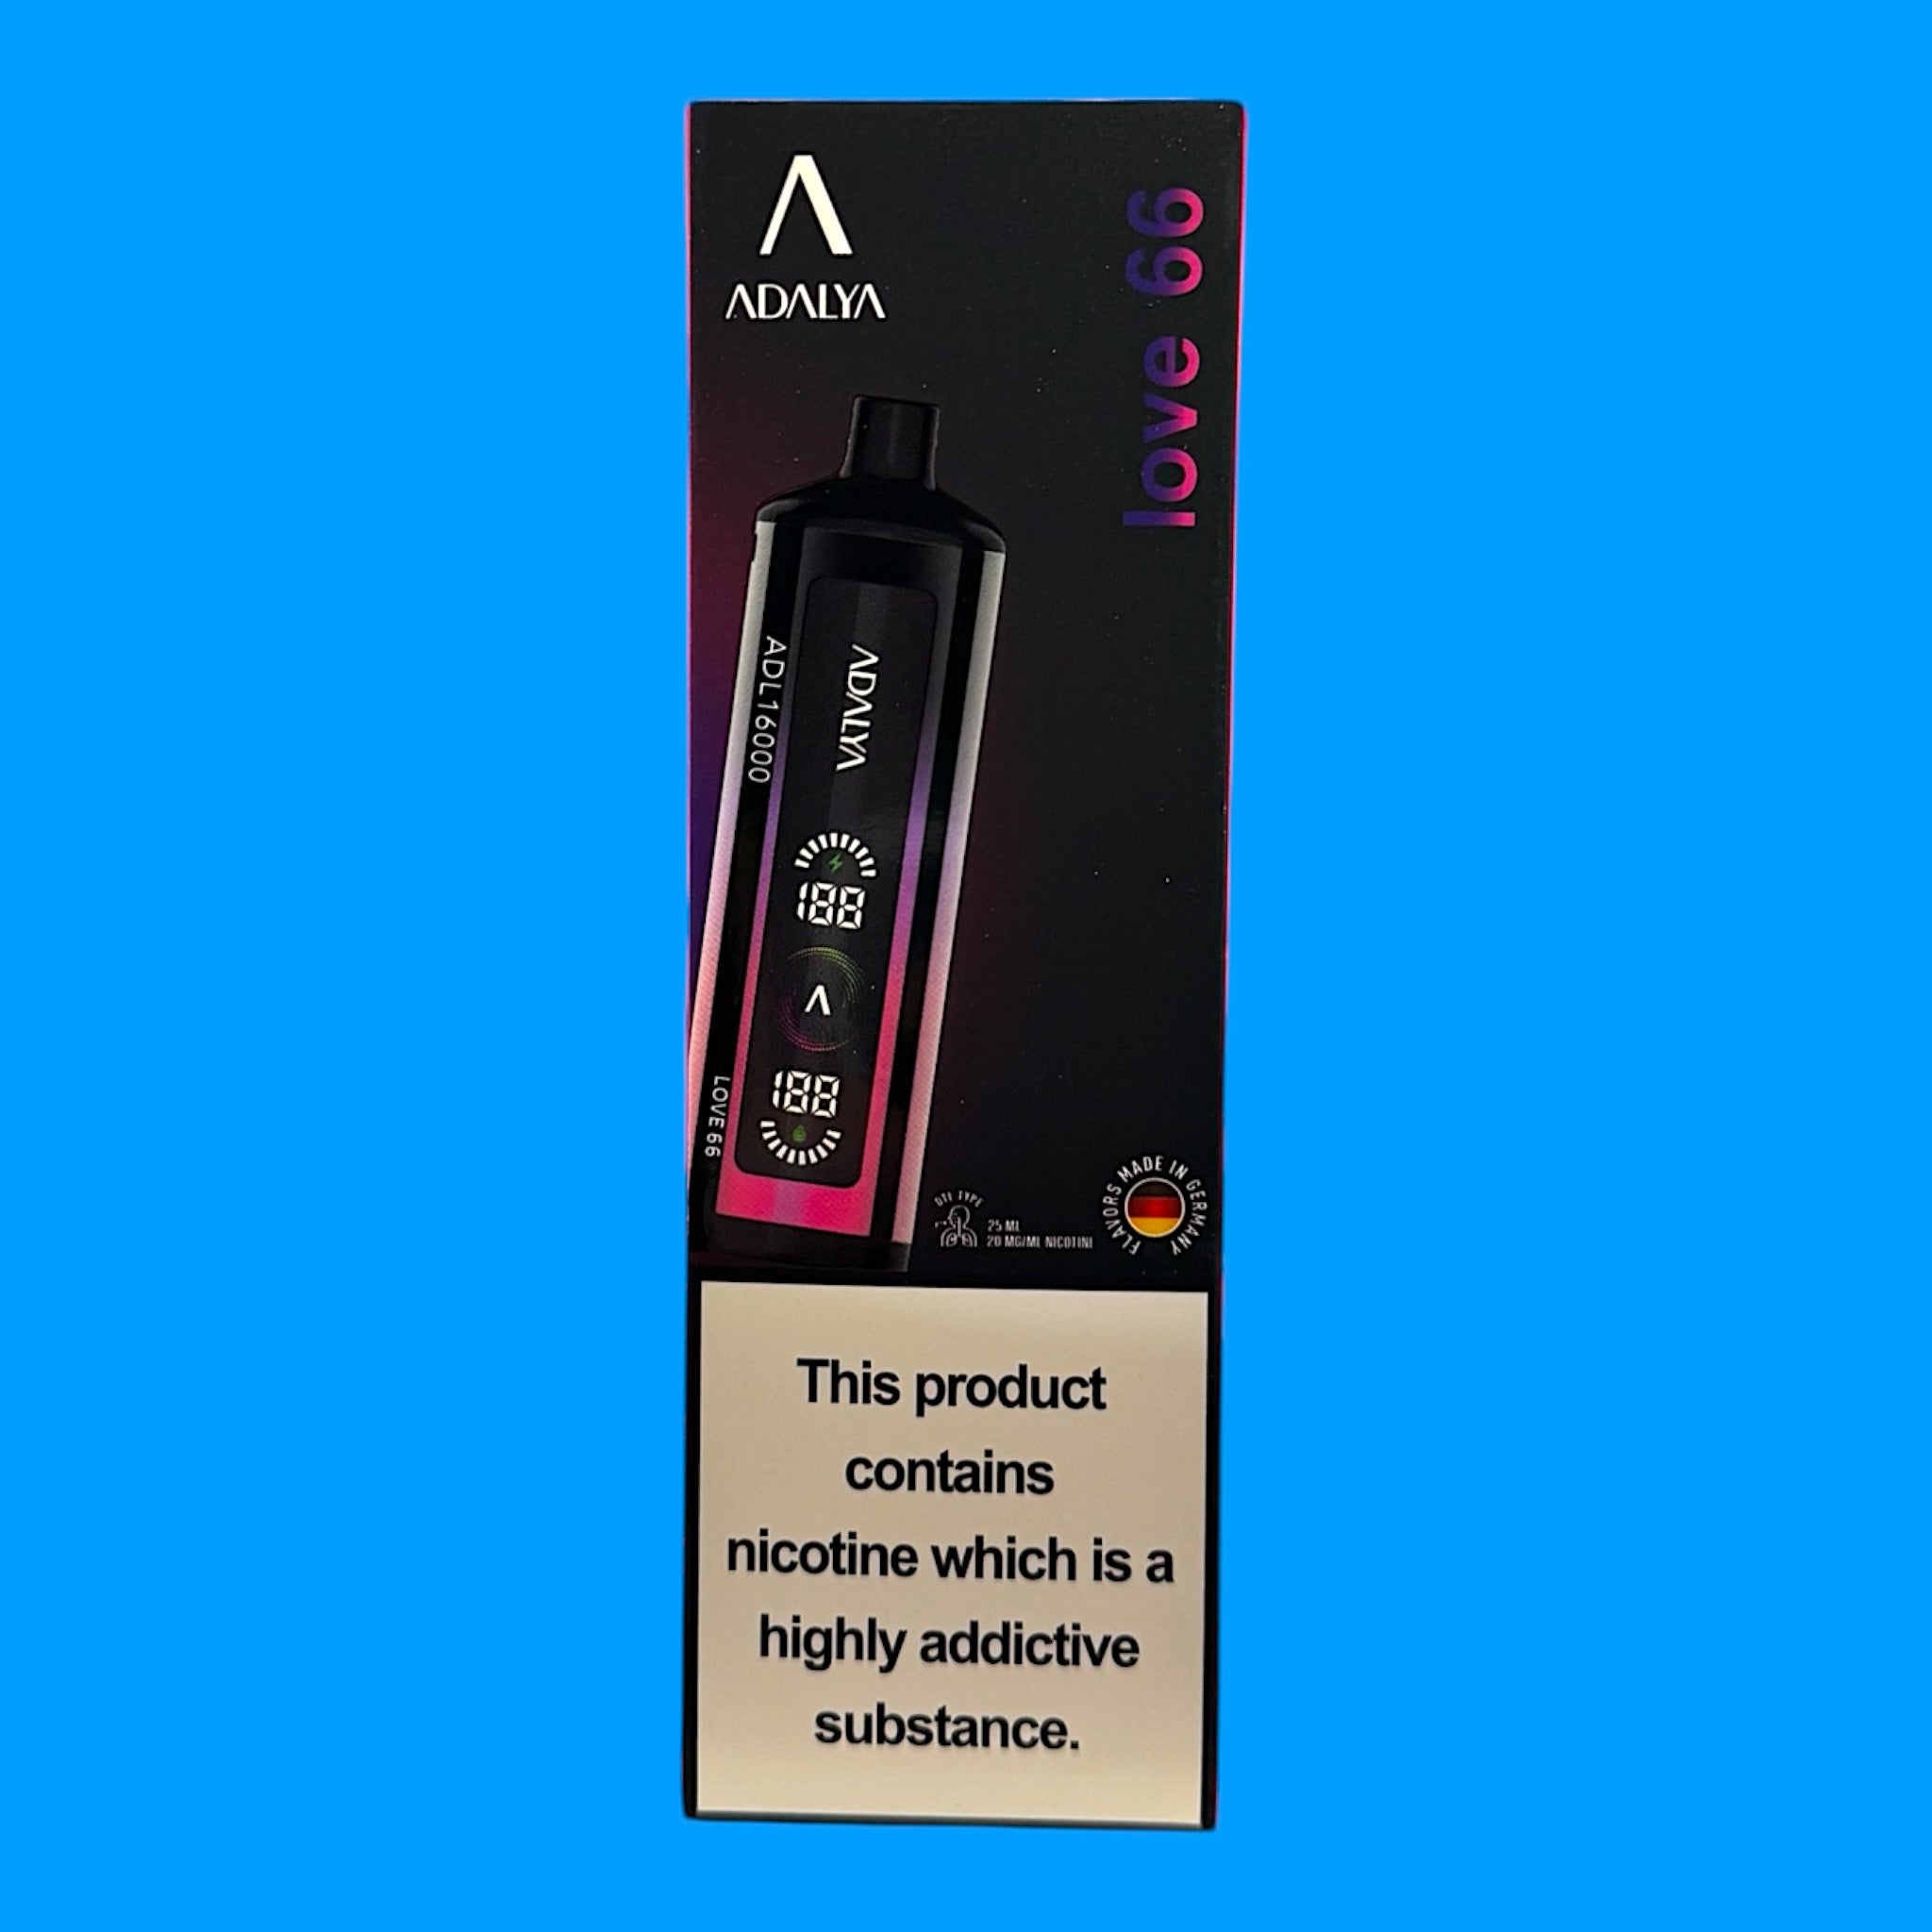 ADALYA
love 66
ADL16000
ADALYA
188
188
LOVE 66
DTL TYPE
25 ML
20 MG/ML NICOTINE
FLAVORS MADE IN GERMANY
This product
contains
nicotine which is a
highly addictive
substance.